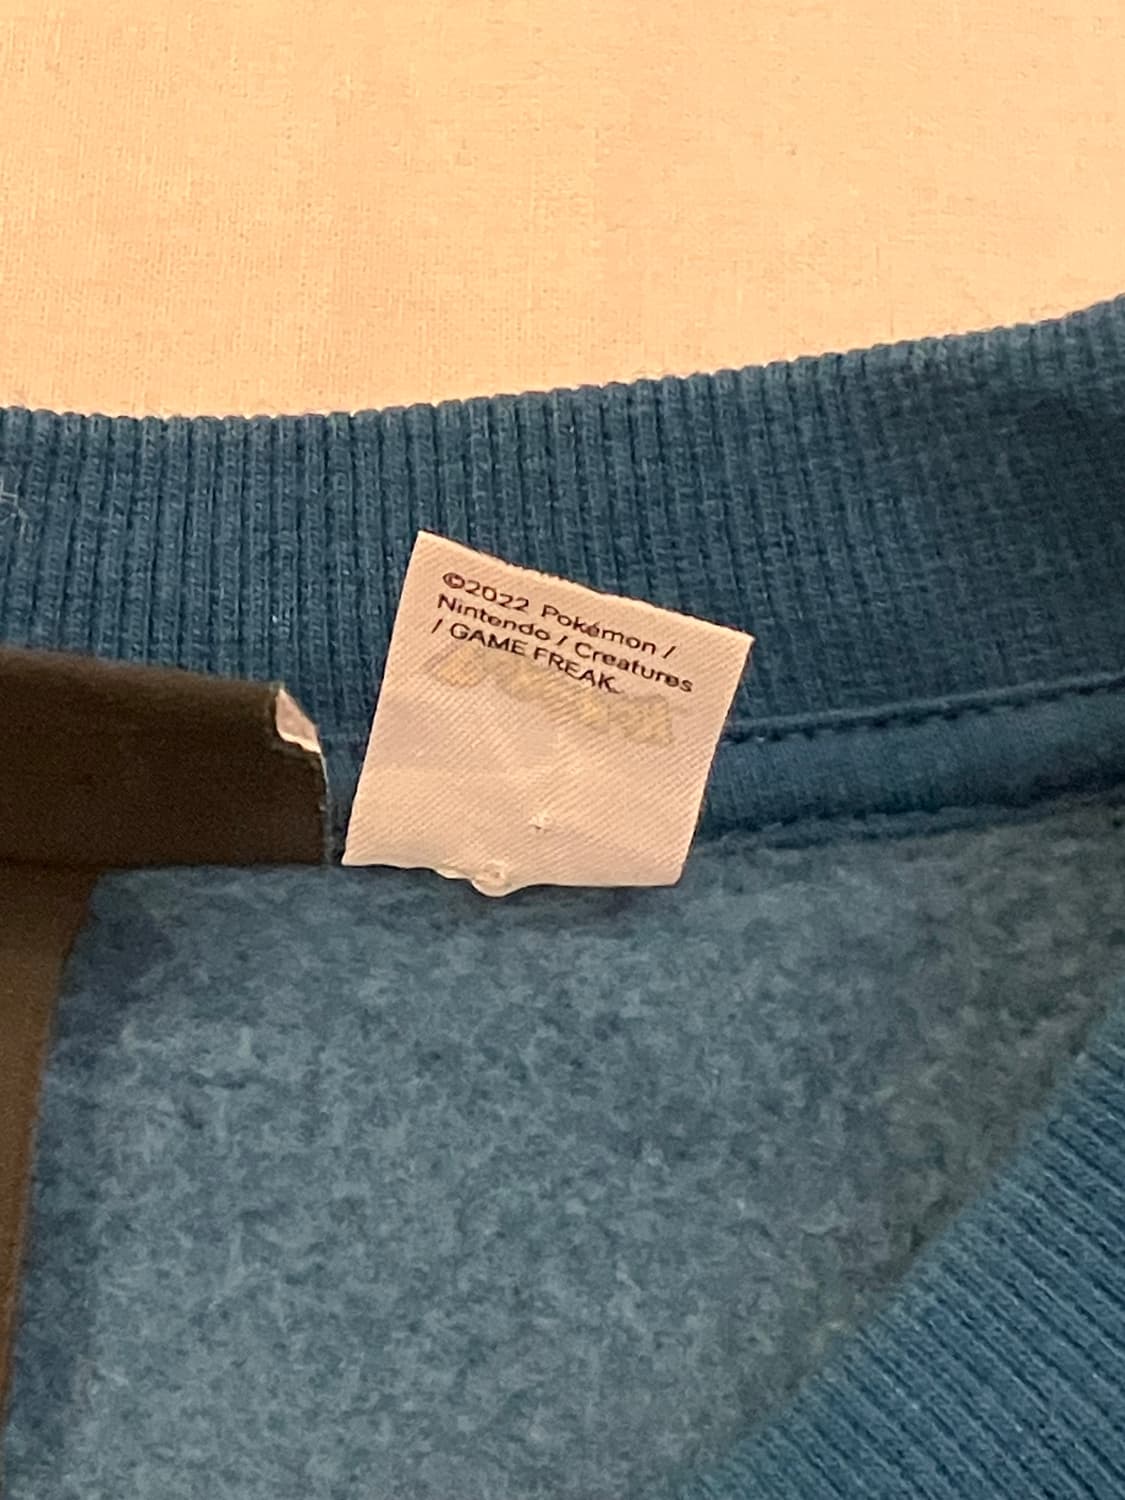 ©2022 Pokémon /
Nintendo / Creatures
/ GAME FREAK.